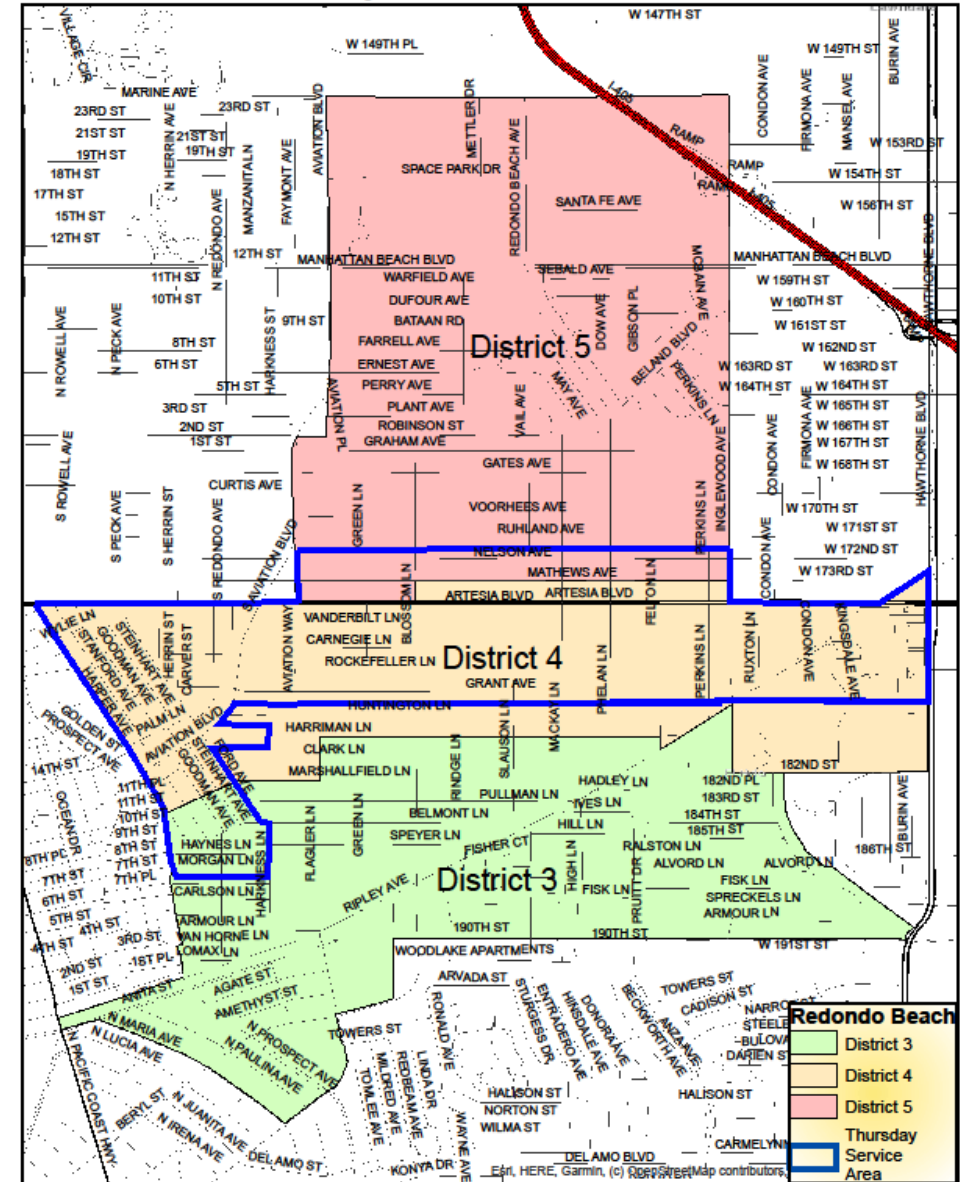 W 147TH ST
W 149TH PL
W 149TH ST
BURIN AVE
VILLAGE CIR
MARINE AVE
23RD ST
23RD ST
21ST ST
21ST ST
19TH ST
19TH ST
18TH ST
17TH ST
15TH ST
12TH ST
12TH ST
11TH ST
10TH ST
9TH ST
8TH ST
6TH ST
5TH ST
3RD ST
2ND ST
1ST ST
N HERRIN AVE
MANZANITA LN
FAYMONT AVE
AVIATION BLVD
N REDONDO AVE
HARKNESS ST
N ROWELL AVE
N PECK AVE
S ROWELL AVE
S PECK AVE
S HERRIN ST
S REDONDO AVE
CURTIS AVE
S AVIATION BLVD
METTLER DR
REDONDO BEACH AVE
SPACE PARK DR
SANTA FE AVE
I-405
RAMP
RAMP
RAMP
I-405
CONDON AVE
FIRMONA AVE
MANSEL AVE
W 153RD ST
W 154TH ST
W 156TH ST
HAWTHORNE BLVD
MANHATTAN BEACH BLVD
MANHATTAN BEACH BLVD
WARFIELD AVE
SEBALD AVE
MCBAIN AVE
DUFOUR AVE
BATAAN RD
FARRELL AVE
ERNEST AVE
PERRY AVE
PLANT AVE
ROBINSON ST
GRAHAM AVE
District 5
DOW AVE
GIBSON PL
BELAND BLVD
PERKINS LN
MAY AVE
VAIL AVE
AVIATION PL
GATES AVE
VOORHEES AVE
RUHLAND AVE
NELSON AVE
MATHEWS AVE
GREEN LN
INGLEWOOD AVE
PERKINS LN
W 159TH ST
W 160TH ST
W 161ST ST
W 162ND ST
W 163RD ST
W 163RD ST
W 164TH ST
W 164TH ST
W 165TH ST
W 166TH ST
W 167TH ST
W 168TH ST
FIRMONA AVE
CONDON AVE
HAWTHORNE BLVD
W 170TH ST
W 171ST ST
W 172ND ST
W 173RD ST
CONDON AVE
ARTESIA BLVD
ARTESIA BLVD
BLOSSOM LN
FELTON LN
WYLIE LN
STEINHART AVE
GOODMAN AVE
STANFORD AVE
HARPER AVE
HERRIN ST
CARVER ST
AVIATION WAY
VANDERBILT LN
CARNEGIE LN
ROCKEFELLER LN
District 4
GRANT AVE
PHELAN LN
PERKINS LN
RUXTON LN
CONDON AVE
KINGSDALE AVE
PALM LN
AVIATION BLVD
HUNTINGTON LN
HARRIMAN LN
CLARK LN
MARSHALLFIELD LN
MACKAY LN
SLAUSON LN
RINDGE LN
182ND ST
GOLDEN ST
PROSPECT AVE
14TH ST
FORD AVE
STEINHART AVE
GOODMAN AVE
11TH PL
11TH ST
10TH ST
9TH ST
8TH ST
7TH ST
7TH PL
OCEAN DR
8TH PL
7TH ST
6TH ST
5TH ST
4TH ST
4TH ST
3RD ST
2ND ST
1ST PL
1ST ST
HADLEY LN
182ND PL
PULLMAN LN
183RD ST
IVES LN
BELMONT LN
184TH ST
HILL LN
185TH ST
SPEYER LN
FISHER CT
RALSTON LN
ALVORD LN
ALVORD LN
BURIN AVE
186TH ST
HAYNES LN
MORGAN LN
HARKNESS LN
FLAGLER LN
GREEN LN
CARLSON LN
RIPLEY AVE
District 3
HIGH LN
FISK LN
PRUITT DR
FISK LN
SPRECKELS LN
ARMOUR LN
ARMOUR LN
VAN HORNE LN
LOMAX LN
190TH ST
190TH ST
W 191ST ST
WOODLAKE APARTMENTS
ANITA ST
AGATE ST
AMETHYST ST
N MARIA AVE
N LUCIA AVE
N PROSPECT AVE
N PAULINA AVE
N PACIFIC COAST HWY
BERYL ST
N JUANITA AVE
N IRENA AVE
DEL AMO ST
TOWERS ST
ARVADA ST
RONALD AVE
LINDA DR
REDBEAM AVE
MILDRED AVE
TOMLEE AVE
WAYNE AVE
KONYA DR
STURGESS DR
ENTRADERO AVE
HINSDALE AVE
DONORA AVE
BECKWORTH AVE
ANZA AVE
TOWERS ST
CADISON ST
DARIEN ST
HALISON ST
HALISON ST
NORTON ST
WILMA ST
DEL AMO BLVD
Redondo Beach
District 3
District 4
District 5
Thursday
Service
Area
Esri, HERE, Garmin, (c) OpenStreetMap contributors,